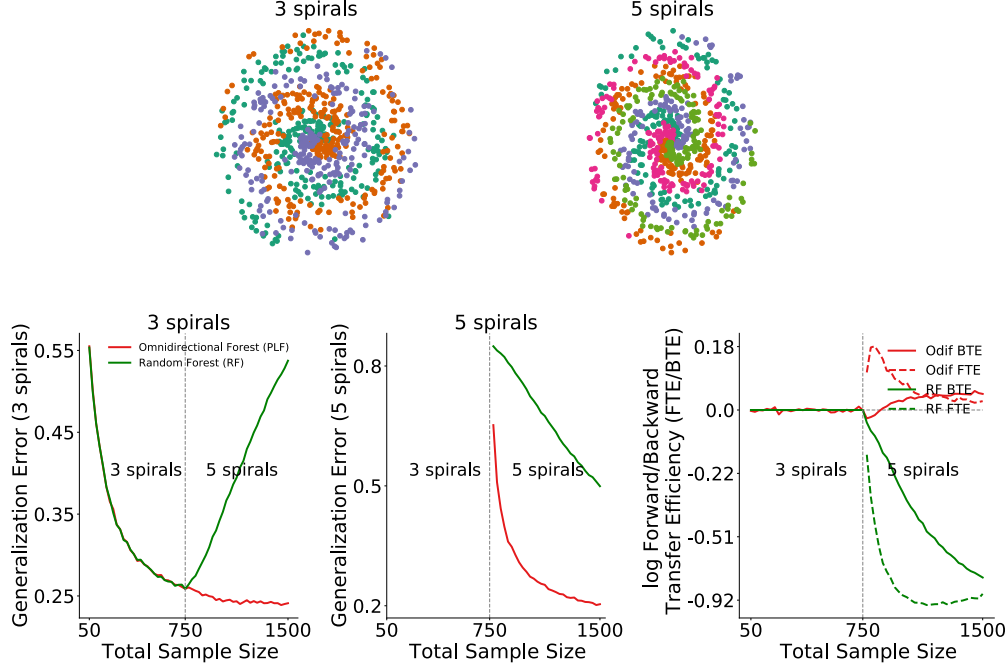 3 spirals
5 spirals
3 spirals
Generalization Error (3 spirals)
0.55
0.45
0.35
0.25
Omnidirectional Forest (PLF)
Random Forest (RF)
3 spirals
5 spirals
50
750
1500
Total Sample Size
5 spirals
Generalization Error (5 spirals)
0.8
0.5
0.2
3 spirals
5 spirals
50
750
1500
Total Sample Size
log Forward/Backward
Transfer Efficiency (FTE/BTE)
0.18
0.0
-0.22
-0.51
-0.92
Odif BTE
Odif FTE
RF BTE
RF FTE
3 spirals
5 spirals
50
750
1500
Total Sample Size